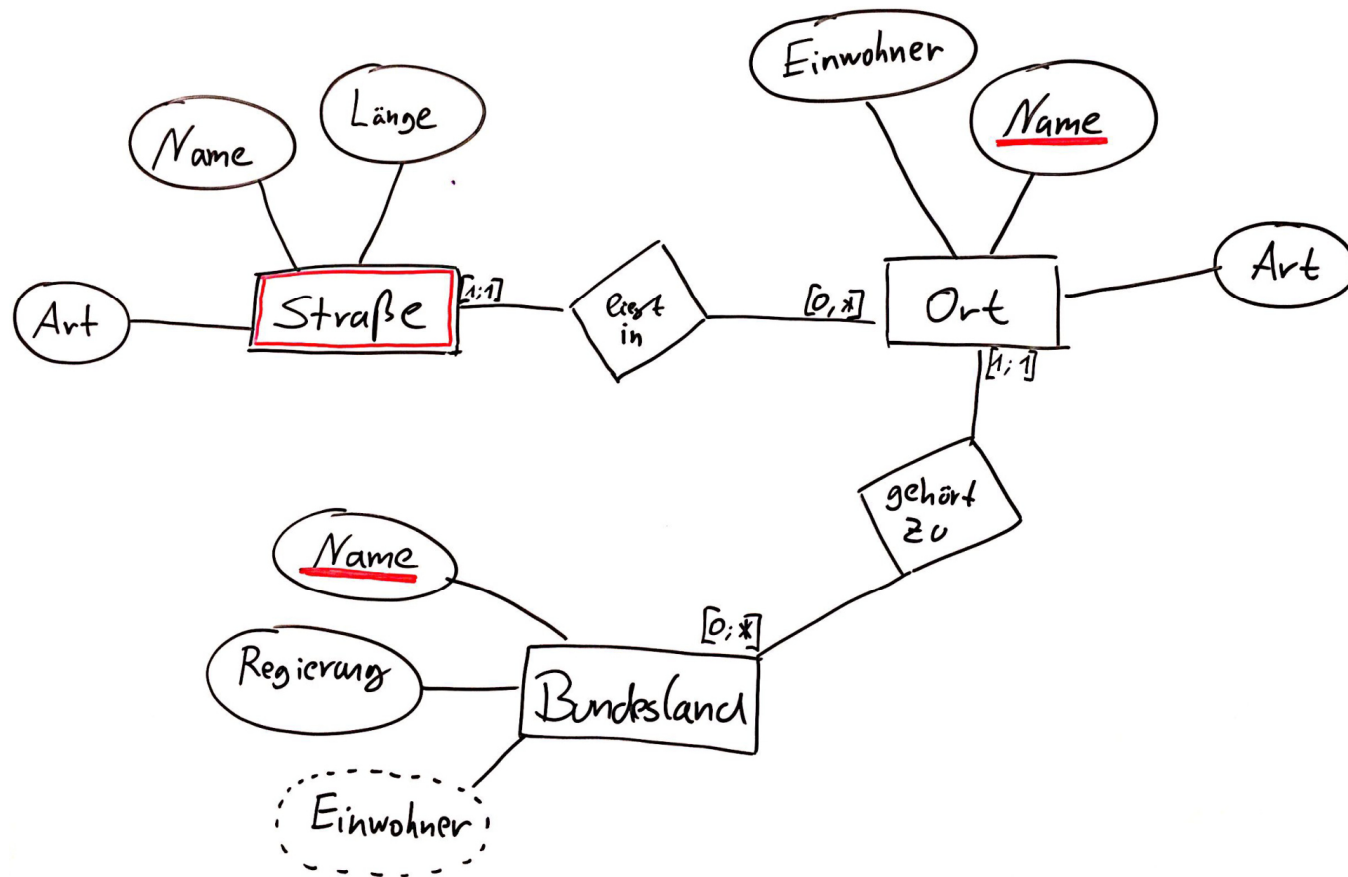 Einwohner
Länge
Name
Name
Art
Straße
[1;1]
liegt
in
[0,*]
Ort
Art
[1;1]
gehört
zu
Name
[0;*]
Regierung
Bundesland
Einwohner